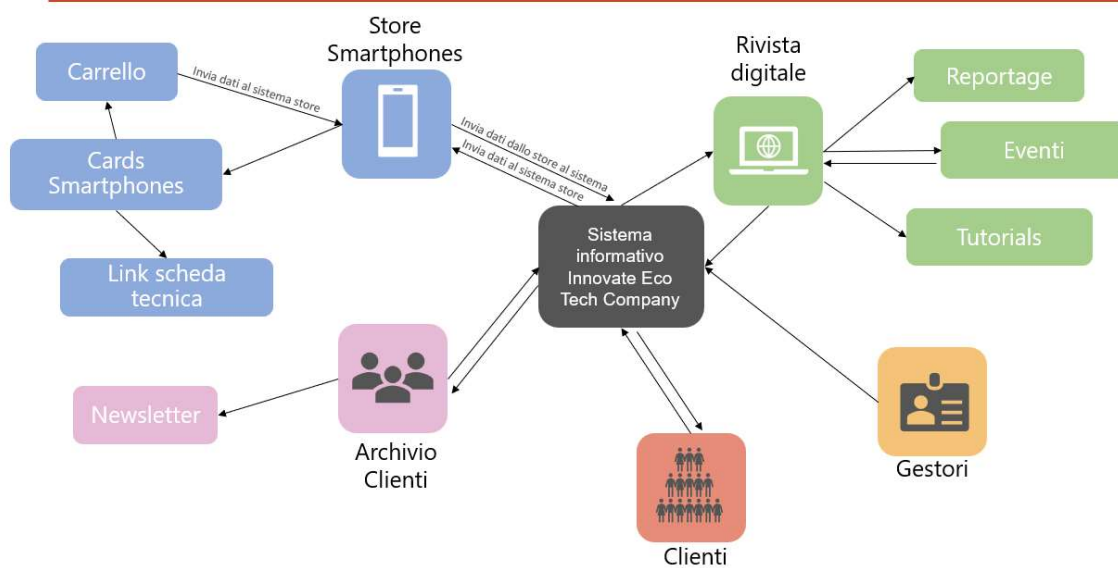 Store
Smartphones
Carrello
Invia dati al sistema store
Cards
Smartphones
Link scheda
tecnica
Invia dati dallo store al sistema
Invia dati al sistema store
Rivista
digitale
Reportage
Eventi
Tutorials
Sistema
informativo
Innovate Eco
Tech Company
Newsletter
Archivio
Clienti
Clienti
Gestori